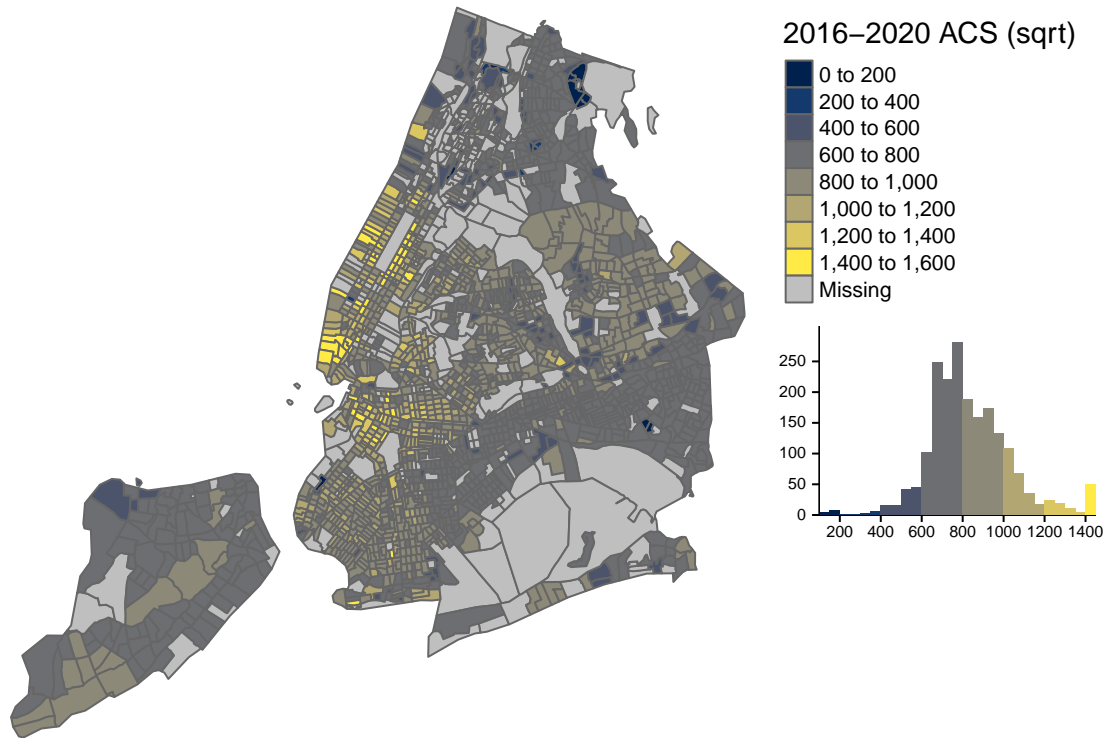 2016–2020 ACS (sqrt)
0 to 200
200 to 400
400 to 600
600 to 800
800 to 1,000
1,000 to 1,200
1,200 to 1,400
1,400 to 1,600
Missing
250
200
150
100
50
0
200 400 600 800 1000 1200 1400